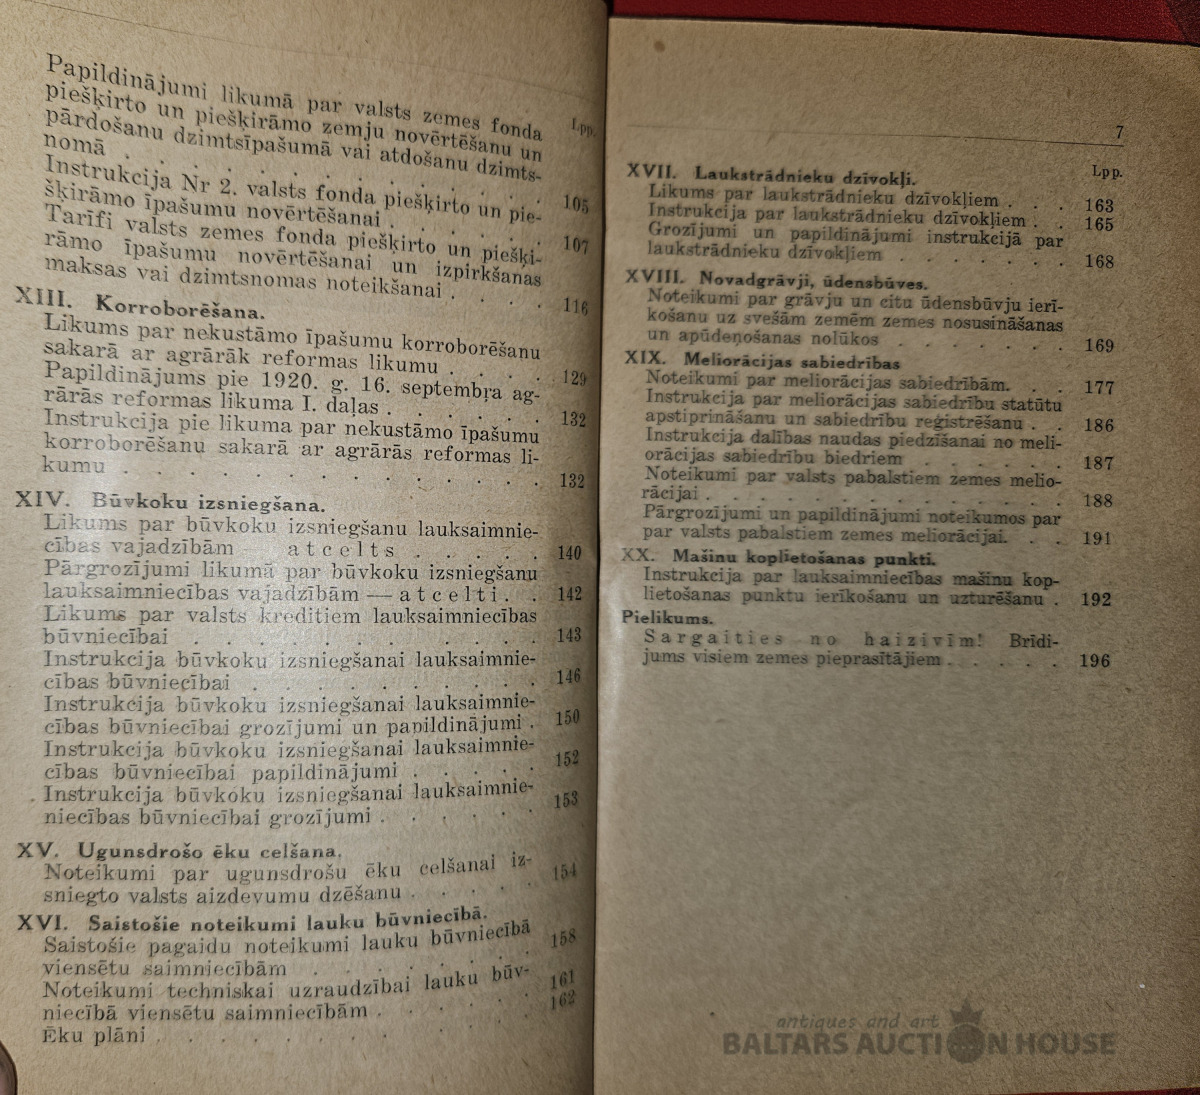 Lpp.
Papildinājumi likumā par valsts zemes fonda
piešķirto un piešķirāmo zemju novērtēšanu un
pārdošanu dzimtsīpašumā vai atdošanu dzimts-
nomā . . . . . . . . . . 105
Instrukcija Nr 2. valsts fonda piešķirto un pie-
šķirāmo īpašumu novērtēšanai . . . . . 107
Tarīfi valsts zemes fonda piešķirto un piešķi-
rāmo īpašumu novērtēšanai un izpirkšanas
maksas vai dzimtsnomas noteikšanai . . . . 116
XIII. Korroborēšana.
Likums par nekustāmo īpašumu korroborēšanu
sakarā ar agrārāk reformas likumu . . . . 129
Papildinājums pie 1920. g. 16. septembra ag-
rārās reformas likuma I. daļas . . . . . 132
Instrukcija pie likuma par nekustāmo īpašumu
korroborēšanu sakarā ar agrārās reformas li-
kumu . . . . . . . . . . 132
XIV. Būvkoku izsniegšana.
Likums par būvkoku izsniegšanu lauksaimnie-
cības vajadzībām atcelts . . . . . 140
Pārgrozījumi likumā par būvkoku izsniegšanu
lauksaimniecības vajadzībām — atcelti . . 142
Likums par valsts kreditiem lauksaimniecības
būvniecībai . . . . . . . . . 143
Instrukcija būvkoku izsniegšanai lauksaimnie-
cības būvniecībai . . . . . . . . 146
Instrukcija būvkoku izsniegšanai lauksaimnie-
cības būvniecībai grozījumi un papildinājumi . 150
Instrukcija būvkoku izsniegšanai lauksaimnie-
cības būvniecībai papildinājumi . . . . . 152
Instrukcija būvkoku izsniegšanai lauksaimnie-
niecības būvniecībai grozījumi . . . . . 153
XV. Ugunsdrošo ēku celšana.
Noteikumi par ugunsdrošu ēku celšanai iz-
sniegto valsts aizdevumu dzēšanu . . . . 154
XVI. Saistošie noteikumi lauku būvniecībā.
Saistošie pagaidu noteikumi lauku būvniecībā
viensētu saimniecībām . . . . . . 158
Noteikumi techniskai uzraudzībai lauku būv-
niecībā viensētu saimniecībām . . . . . 161
Ēku plāni . . . . . . . . . 162
7
Lpp.
XVII. Laukstrādnieku dzīvokļi.
Likums par laukstrādnieku dzīvokļiem . . . 163
Instrukcija par laukstrādnieku dzīvokļiem . . 165
Grozījumi un papildinājumi instrukcijā par
laukstrādnieku dzīvokļiem . . . . . . . 168
XVIII. Novadgrāvji, ūdensbūves.
Noteikumi par grāvju un citu ūdensbūvju ierī-
košanu uz svešām zemēm zemes nosusināšanas
un apūdeņošanas nolūkos . . . . . . . 169
XIX. Meliorācijas sabiedrības
Noteikumi par meliorācijas sabiedrībām. . . 177
Instrukcija par meliorācijas sabiedrību statūtu
apstiprināšanu un sabiedrību reģistrēšanu . . 186
Instrukcija dalības naudas piedzīšanai no meli-
orācijas sabiedrību biedriem . . . . . . 187
Noteikumi par valsts pabalstiem zemes melio-
rācijai . . . . . . . . . . . 188
Pārgrozījumi un papildinājumi noteikumos par
par valsts pabalstiem zemes meliorācijai. . . 191
XX. Mašinu koplietošanas punkti.
Instrukcija par lauksaimniecības mašinu kop-
lietošanas punktu ierīkošanu un uzturēšanu . 192
Pielikums.
Sargaities no haizivīm! Brīdi-
jums visiem zemes pieprasītājiem . . . . . 196
antiques and art
BALTARS AUCTION HOUSE